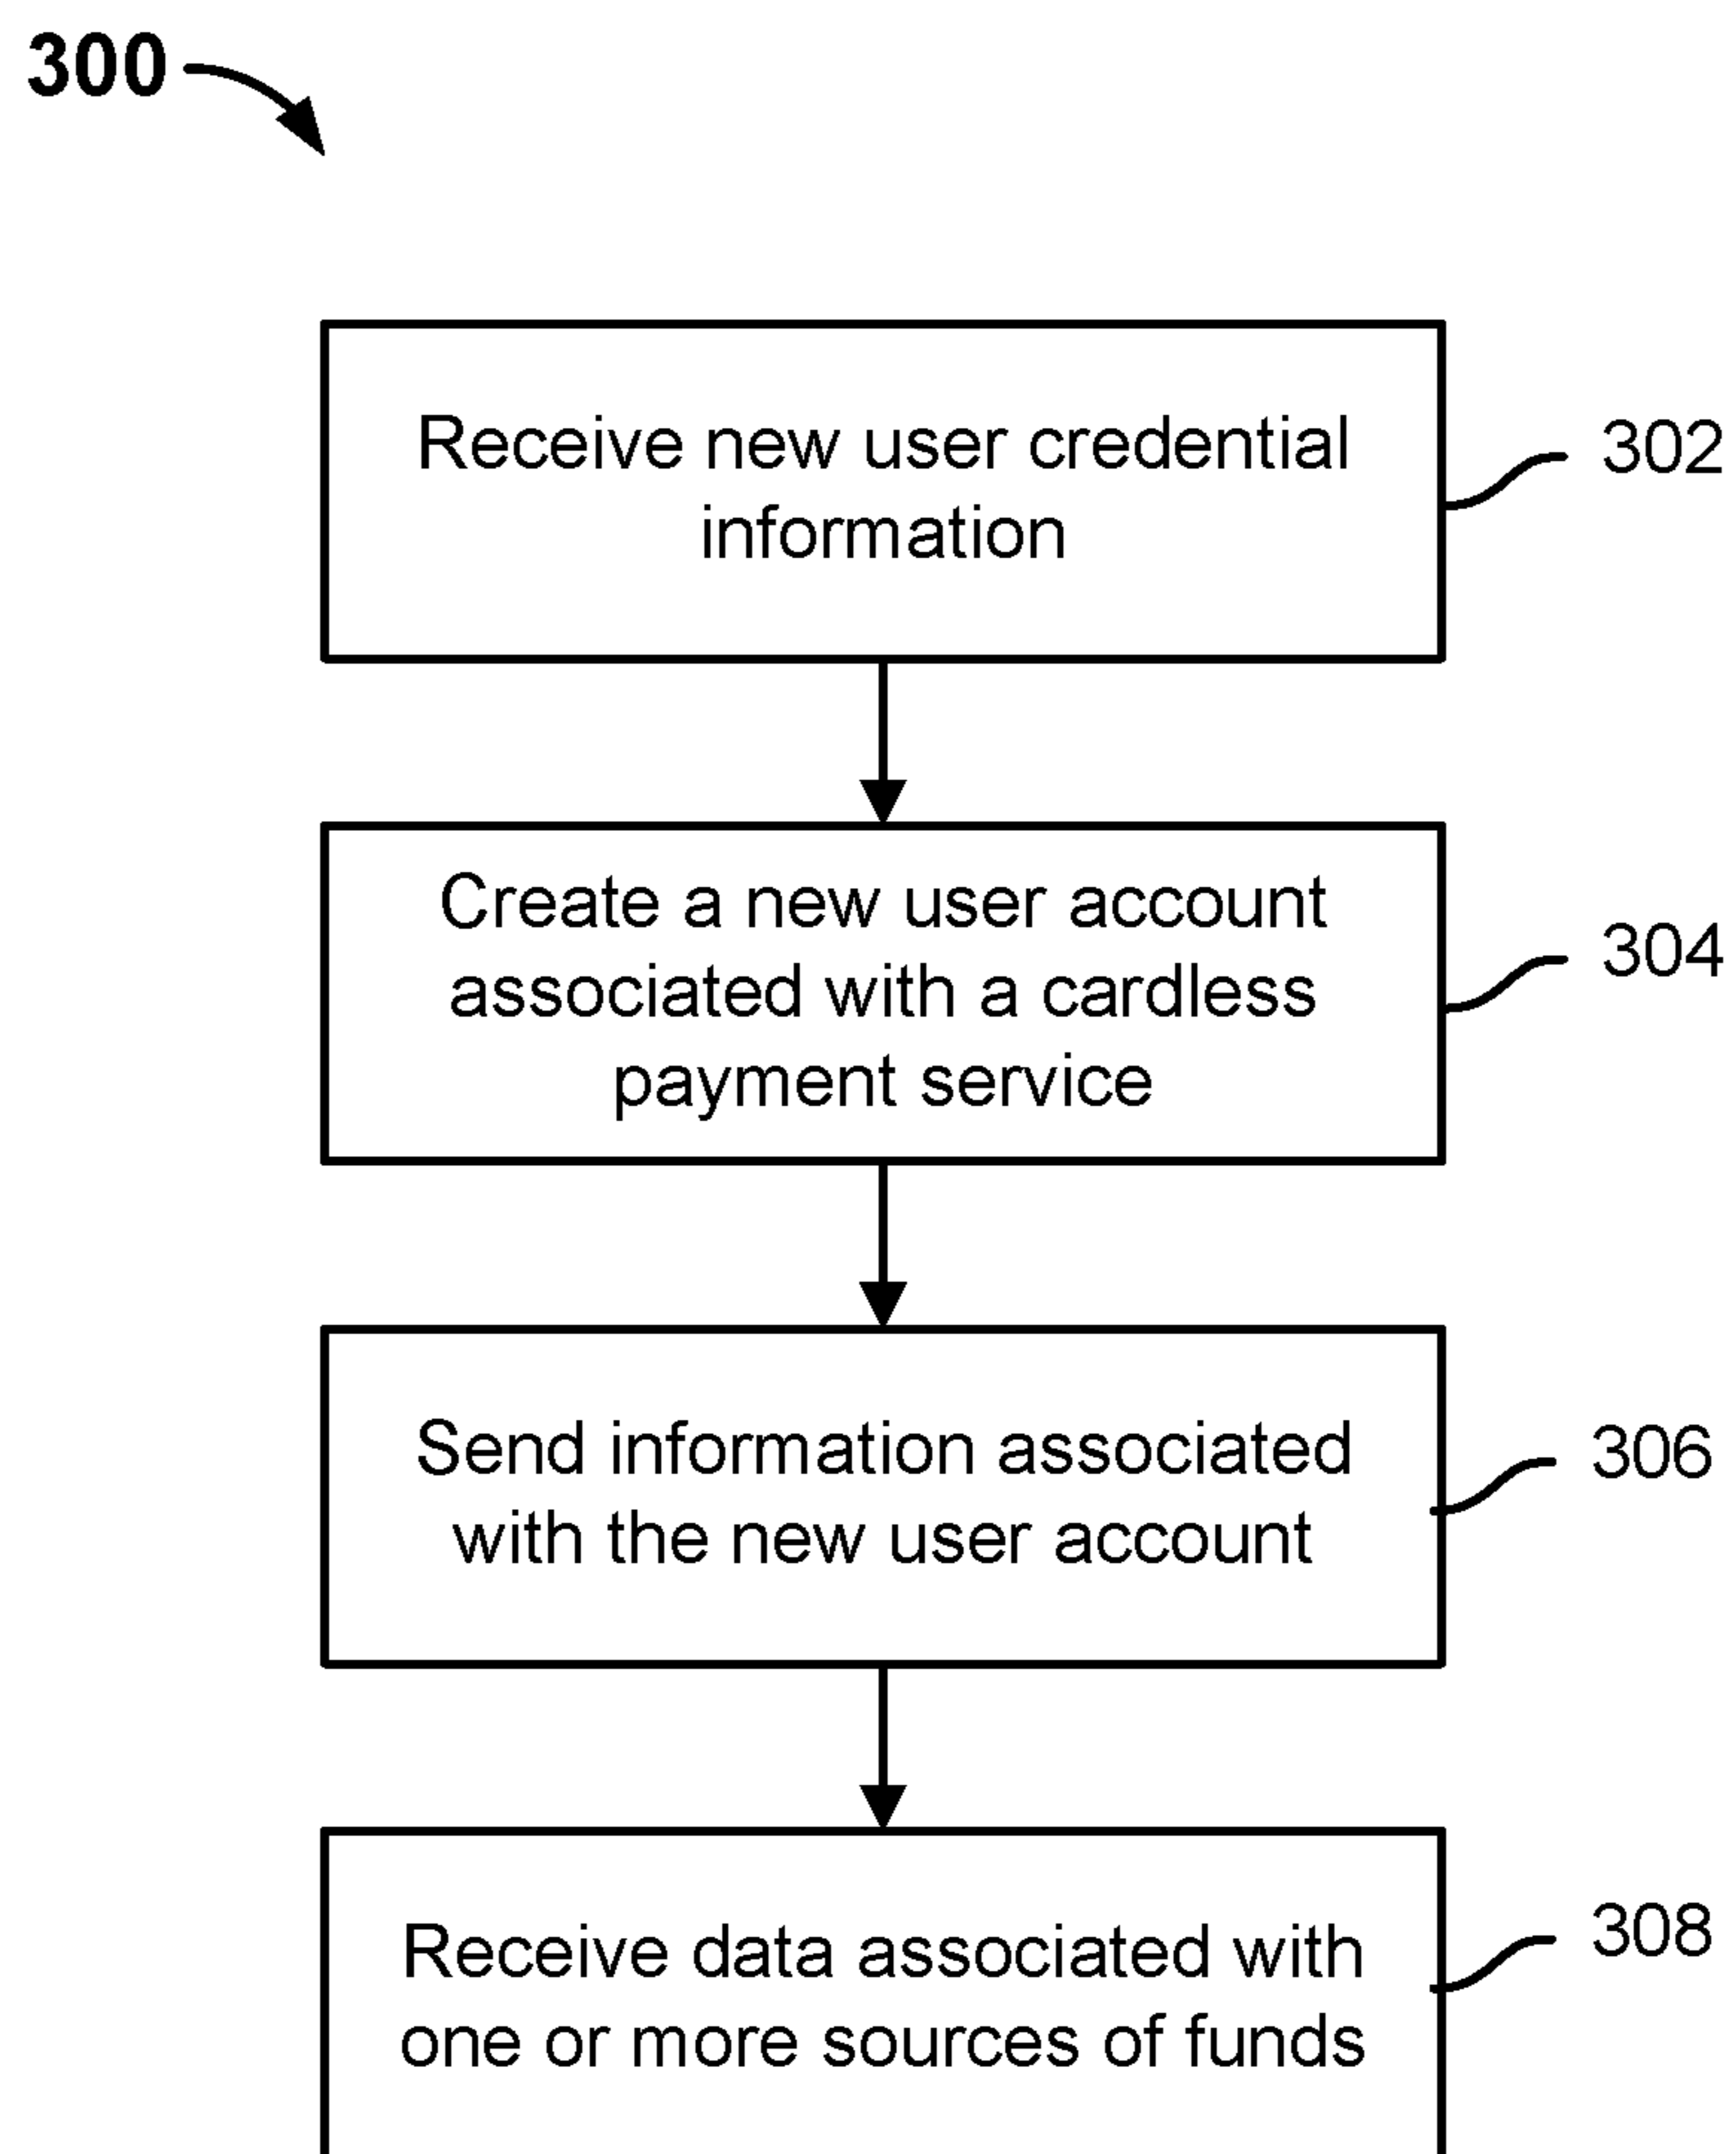 300
Receive new user credential
information
302
Create a new user account
associated with a cardless
payment service
304
Send information associated
with the new user account
306
Receive data associated with
one or more sources of funds
308